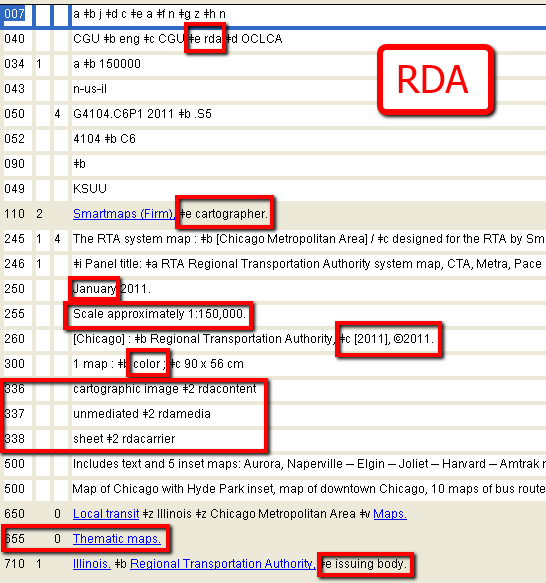 007 a ǂb j ǂd c ǂe a ǂf n ǂg z ǂh n
040 CGU ǂb eng ǂc CGU ǂe rda ǂd OCLCA
RDA
034 1 a ǂb 150000
043 n-us-il
050 4 G4104.C6P1 2011 ǂb .S5
052 4104 ǂb C6
090 ǂb
049 KSUU
110 2 Smartmaps (Firm), ǂe cartographer.
245 1 4 The RTA system map : ǂb [Chicago Metropolitan Area] / ǂc designed for the RTA by Sm
246 1 ǂi Panel title: ǂa RTA Regional Transportation Authority system map, CTA, Metra, Pace
250 January 2011.
255 Scale approximately 1:150,000.
260 [Chicago] : ǂb Regional Transportation Authority, ǂc [2011], ©2011.
300 1 map : ǂb color ; ǂc 90 x 56 cm
336 cartographic image ǂ2 rdacontent
337 unmediated ǂ2 rdamedia
338 sheet ǂ2 rdacarrier
500 Includes text and 5 inset maps: Aurora, Naperville -- Elgin -- Joliet -- Harvard -- Amtrak r
500 Map of Chicago with Hyde Park inset, map of downtown Chicago, 10 maps of bus route
650 0 Local transit ǂz Illinois ǂz Chicago Metropolitan Area ǂv Maps.
655 0 Thematic maps.
710 1 Illinois. ǂb Regional Transportation Authority, ǂe issuing body.